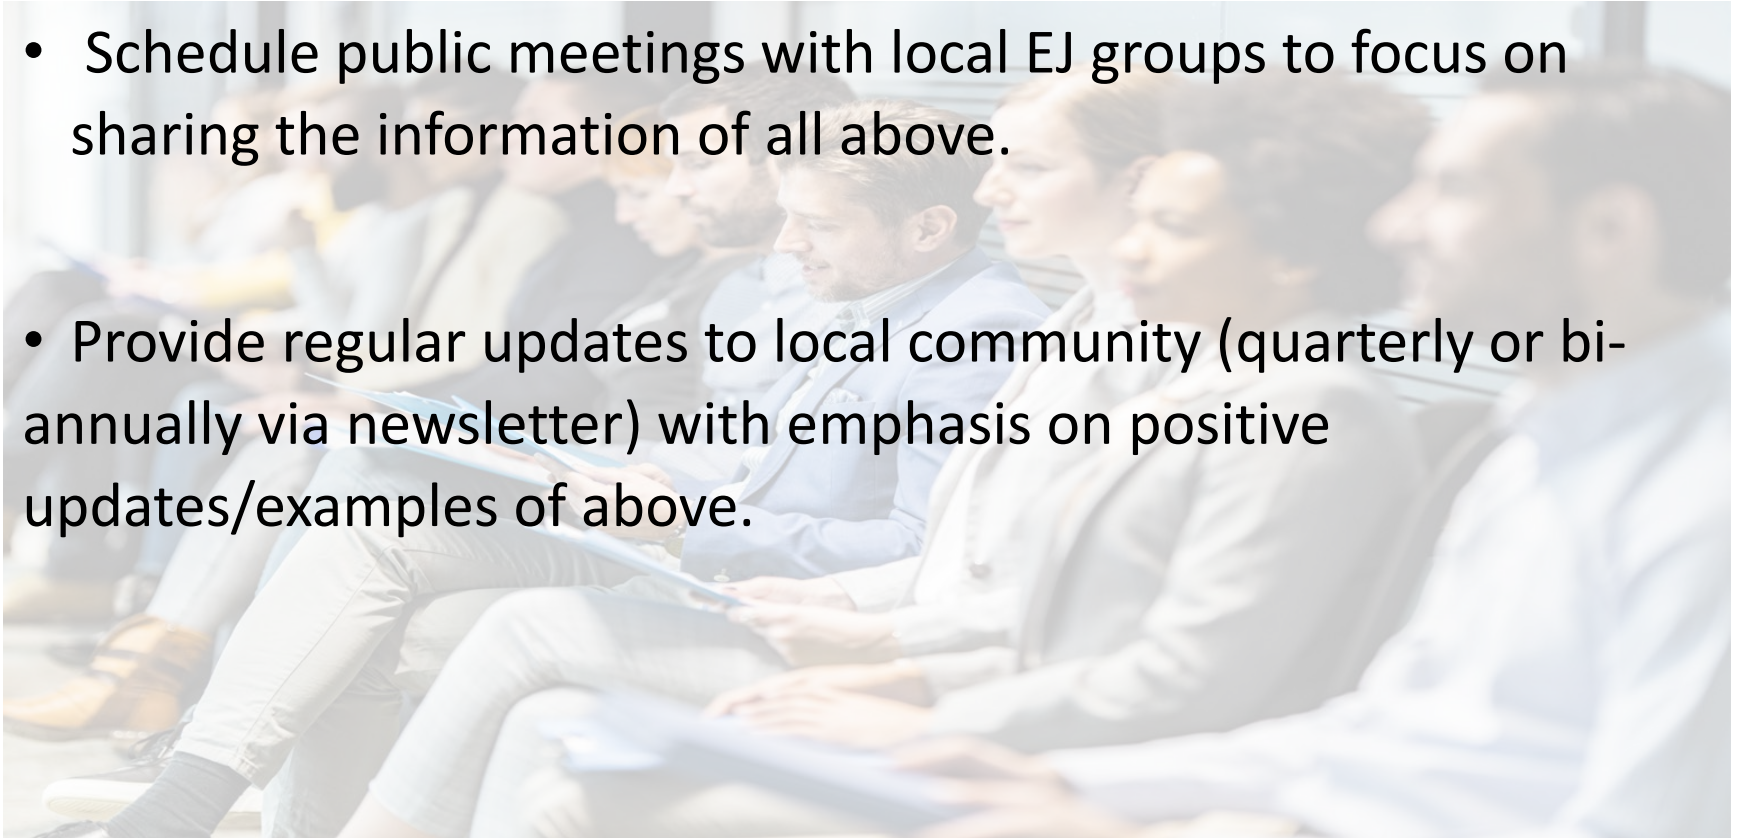 • Schedule public meetings with local EJ groups to focus on
sharing the information of all above.
• Provide regular updates to local community (quarterly or bi-
annually via newsletter) with emphasis on positive
updates/examples of above.